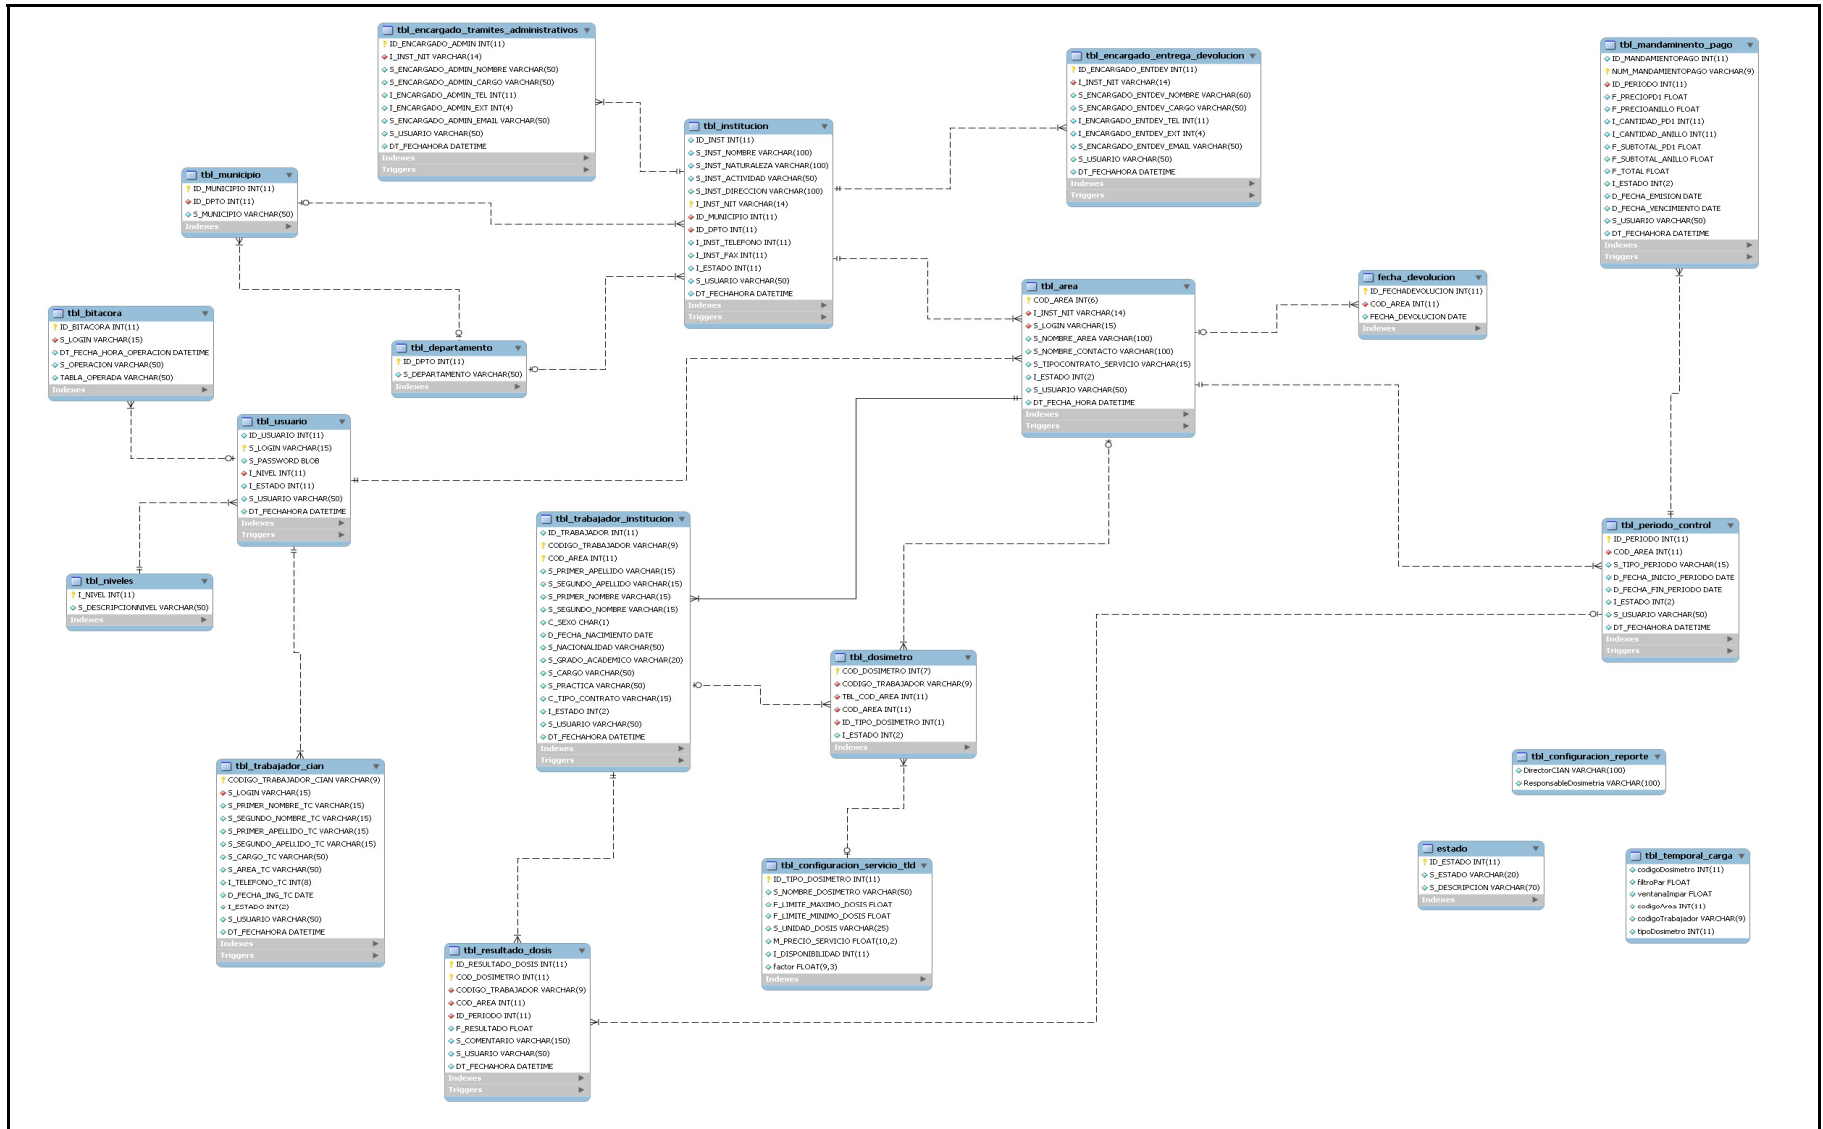 tbl_encargado_tramites_administrativos
ID_ENCARGADO_ADMIN INT(11)
I_INST_NIT VARCHAR(14)
S_ENCARGADO_ADMIN_NOMBRE VARCHAR(50)
S_ENCARGADO_ADMIN_CARGO VARCHAR(50)
I_ENCARGADO_ADMIN_TEL INT(11)
I_ENCARGADO_ADMIN_EXT INT(4)
S_ENCARGADO_ADMIN_EMAIL VARCHAR(50)
S_USUARIO VARCHAR(50)
DT_FECHAHORA DATETIME
Indexes
Triggers
tbl_encargado_entrega_devolucion
ID_ENCARGADO_ENTDEV INT(11)
I_INST_NIT VARCHAR(14)
S_ENCARGADO_ENTDEV_NOMBRE VARCHAR(60)
S_ENCARGADO_ENTDEV_CARGO VARCHAR(50)
I_ENCARGADO_ENTDEV_TEL INT(11)
I_ENCARGADO_ENTDEV_EXT INT(4)
S_ENCARGADO_ENTDEV_EMAIL VARCHAR(50)
S_USUARIO VARCHAR(50)
DT_FECHAHORA DATETIME
Indexes
Triggers
tbl_mandaminento_pago
ID_MANDAMIENTOPAGO INT(11)
NUM_MANDAMIENTOPAGO VARCHAR(9)
ID_PERIODO INT(11)
F_PRECIOPD1 FLOAT
F_PRECIOANILLO FLOAT
I_CANTIDAD_PD1 INT(11)
I_CANTIDAD_ANILLO INT(11)
F_SUBTOTAL_PD1 FLOAT
F_SUBTOTAL_ANILLO FLOAT
F_TOTAL FLOAT
I_ESTADO INT(2)
D_FECHA_EMISION DATE
D_FECHA_VENCIMIENTO DATE
S_USUARIO VARCHAR(50)
DT_FECHAHORA DATETIME
Indexes
Triggers
tbl_institucion
ID_INST INT(11)
S_INST_NOMBRE VARCHAR(100)
S_INST_NATURALEZA VARCHAR(100)
S_INST_ACTIVIDAD VARCHAR(50)
S_INST_DIRECCION VARCHAR(100)
I_INST_NIT VARCHAR(14)
ID_MUNICIPIO INT(11)
ID_DPTO INT(11)
I_INST_TELEFONO INT(11)
I_INST_FAX INT(11)
I_ESTADO INT(11)
S_USUARIO VARCHAR(50)
DT_FECHAHORA DATETIME
Indexes
Triggers
tbl_municipio
ID_MUNICIPIO INT(11)
ID_DPTO INT(11)
S_MUNICIPIO VARCHAR(50)
Indexes
tbl_area
COD_AREA INT(6)
I_INST_NIT VARCHAR(14)
S_LOGIN VARCHAR(15)
S_NOMBRE_AREA VARCHAR(100)
S_NOMBRE_CONTACTO VARCHAR(100)
S_TIPOCONTRATO_SERVICIO VARCHAR(15)
I_ESTADO INT(2)
S_USUARIO VARCHAR(50)
DT_FECHA_HORA DATETIME
Indexes
Triggers
fecha_devolucion
ID_FECHADEVOLUCION INT(11)
COD_AREA INT(11)
FECHA_DEVOLUCION DATE
Indexes
tbl_bitacora
ID_BITACORA INT(11)
S_LOGIN VARCHAR(15)
DT_FECHA_HORA_OPERACION DATETIME
S_OPERACION VARCHAR(50)
TABLA_OPERADA VARCHAR(50)
Indexes
tbl_departamento
ID_DPTO INT(11)
S_DEPARTAMENTO VARCHAR(50)
Indexes
tbl_usuario
ID_USUARIO INT(11)
S_LOGIN VARCHAR(15)
S_PASSWORD BLOB
I_NIVEL INT(11)
I_ESTADO INT(11)
S_USUARIO VARCHAR(50)
DT_FECHAHORA DATETIME
Indexes
Triggers
tbl_niveles
I_NIVEL INT(11)
S_DESCRIPCIONNIVEL VARCHAR(50)
Indexes
tbl_trabajador_institucion
ID_TRABAJADOR INT(11)
CODIGO_TRABAJADOR VARCHAR(9)
COD_AREA INT(11)
S_PRIMER_APELLIDO VARCHAR(15)
S_SEGUNDO_APELLIDO VARCHAR(15)
S_PRIMER_NOMBRE VARCHAR(15)
S_SEGUNDO_NOMBRE VARCHAR(15)
C_SEXO CHAR(1)
D_FECHA_NACIMIENTO DATE
S_NACIONALIDAD VARCHAR(50)
S_GRADO_ACADEMICO VARCHAR(20)
S_CARGO VARCHAR(50)
S_PRACTICA VARCHAR(50)
C_TIPO_CONTRATO VARCHAR(15)
I_ESTADO INT(2)
S_USUARIO VARCHAR(50)
DT_FECHAHORA DATETIME
Indexes
Triggers
tbl_periodo_control
ID_PERIODO INT(11)
COD_AREA INT(11)
S_TIPO_PERIODO VARCHAR(15)
D_FECHA_INICIO_PERIODO DATE
D_FECHA_FIN_PERIODO DATE
I_ESTADO INT(2)
S_USUARIO VARCHAR(50)
DT_FECHAHORA DATETIME
Indexes
Triggers
tbl_dosimetro
COD_DOSIMETRO INT(7)
CODIGO_TRABAJADOR VARCHAR(9)
TBL_COD_AREA INT(11)
COD_AREA INT(11)
ID_TIPO_DOSIMETRO INT(1)
I_ESTADO INT(2)
Indexes
tbl_trabajador_cian
CODIGO_TRABAJADOR_CIAN VARCHAR(9)
S_LOGIN VARCHAR(15)
S_PRIMER_NOMBRE_TC VARCHAR(15)
S_SEGUNDO_NOMBRE_TC VARCHAR(15)
S_PRIMER_APELLIDO_TC VARCHAR(15)
S_SEGUNDO_APELLIDO_TC VARCHAR(15)
S_CARGO_TC VARCHAR(50)
S_AREA_TC VARCHAR(50)
I_TELEFONO_TC INT(8)
D_FECHA_ING_TC DATE
I_ESTADO INT(2)
S_USUARIO VARCHAR(50)
DT_FECHAHORA DATETIME
Indexes
Triggers
tbl_configuracion_reporte
DirectorCIAN VARCHAR(100)
ResponsableDosimetria VARCHAR(100)
tbl_configuracion_servicio_tld
ID_TIPO_DOSIMETRO INT(11)
S_NOMBRE_DOSIMETRO VARCHAR(50)
F_LIMITE_MAXIMO_DOSIS FLOAT
F_LIMITE_MINIMO_DOSIS FLOAT
S_UNIDAD_DOSIS VARCHAR(25)
M_PRECIO_SERVICIO FLOAT(10,2)
I_DISPONIBILIDAD INT(11)
factor FLOAT(9,3)
Indexes
estado
ID_ESTADO INT(11)
S_ESTADO VARCHAR(20)
S_DESCRIPCION VARCHAR(70)
Indexes
tbl_temporal_carga
codigoDosimetro INT(11)
filtroPar FLOAT
ventanaImpar FLOAT
codigoArea INT(11)
codigoTrabajador VARCHAR(9)
tipoDosimetro INT(11)
tbl_resultado_dosis
ID_RESULTADO_DOSIS INT(11)
COD_DOSIMETRO INT(11)
CODIGO_TRABAJADOR VARCHAR(9)
COD_AREA INT(11)
ID_PERIODO INT(11)
F_RESULTADO FLOAT
S_COMENTARIO VARCHAR(150)
S_USUARIO VARCHAR(50)
DT_FECHAHORA DATETIME
Indexes
Triggers